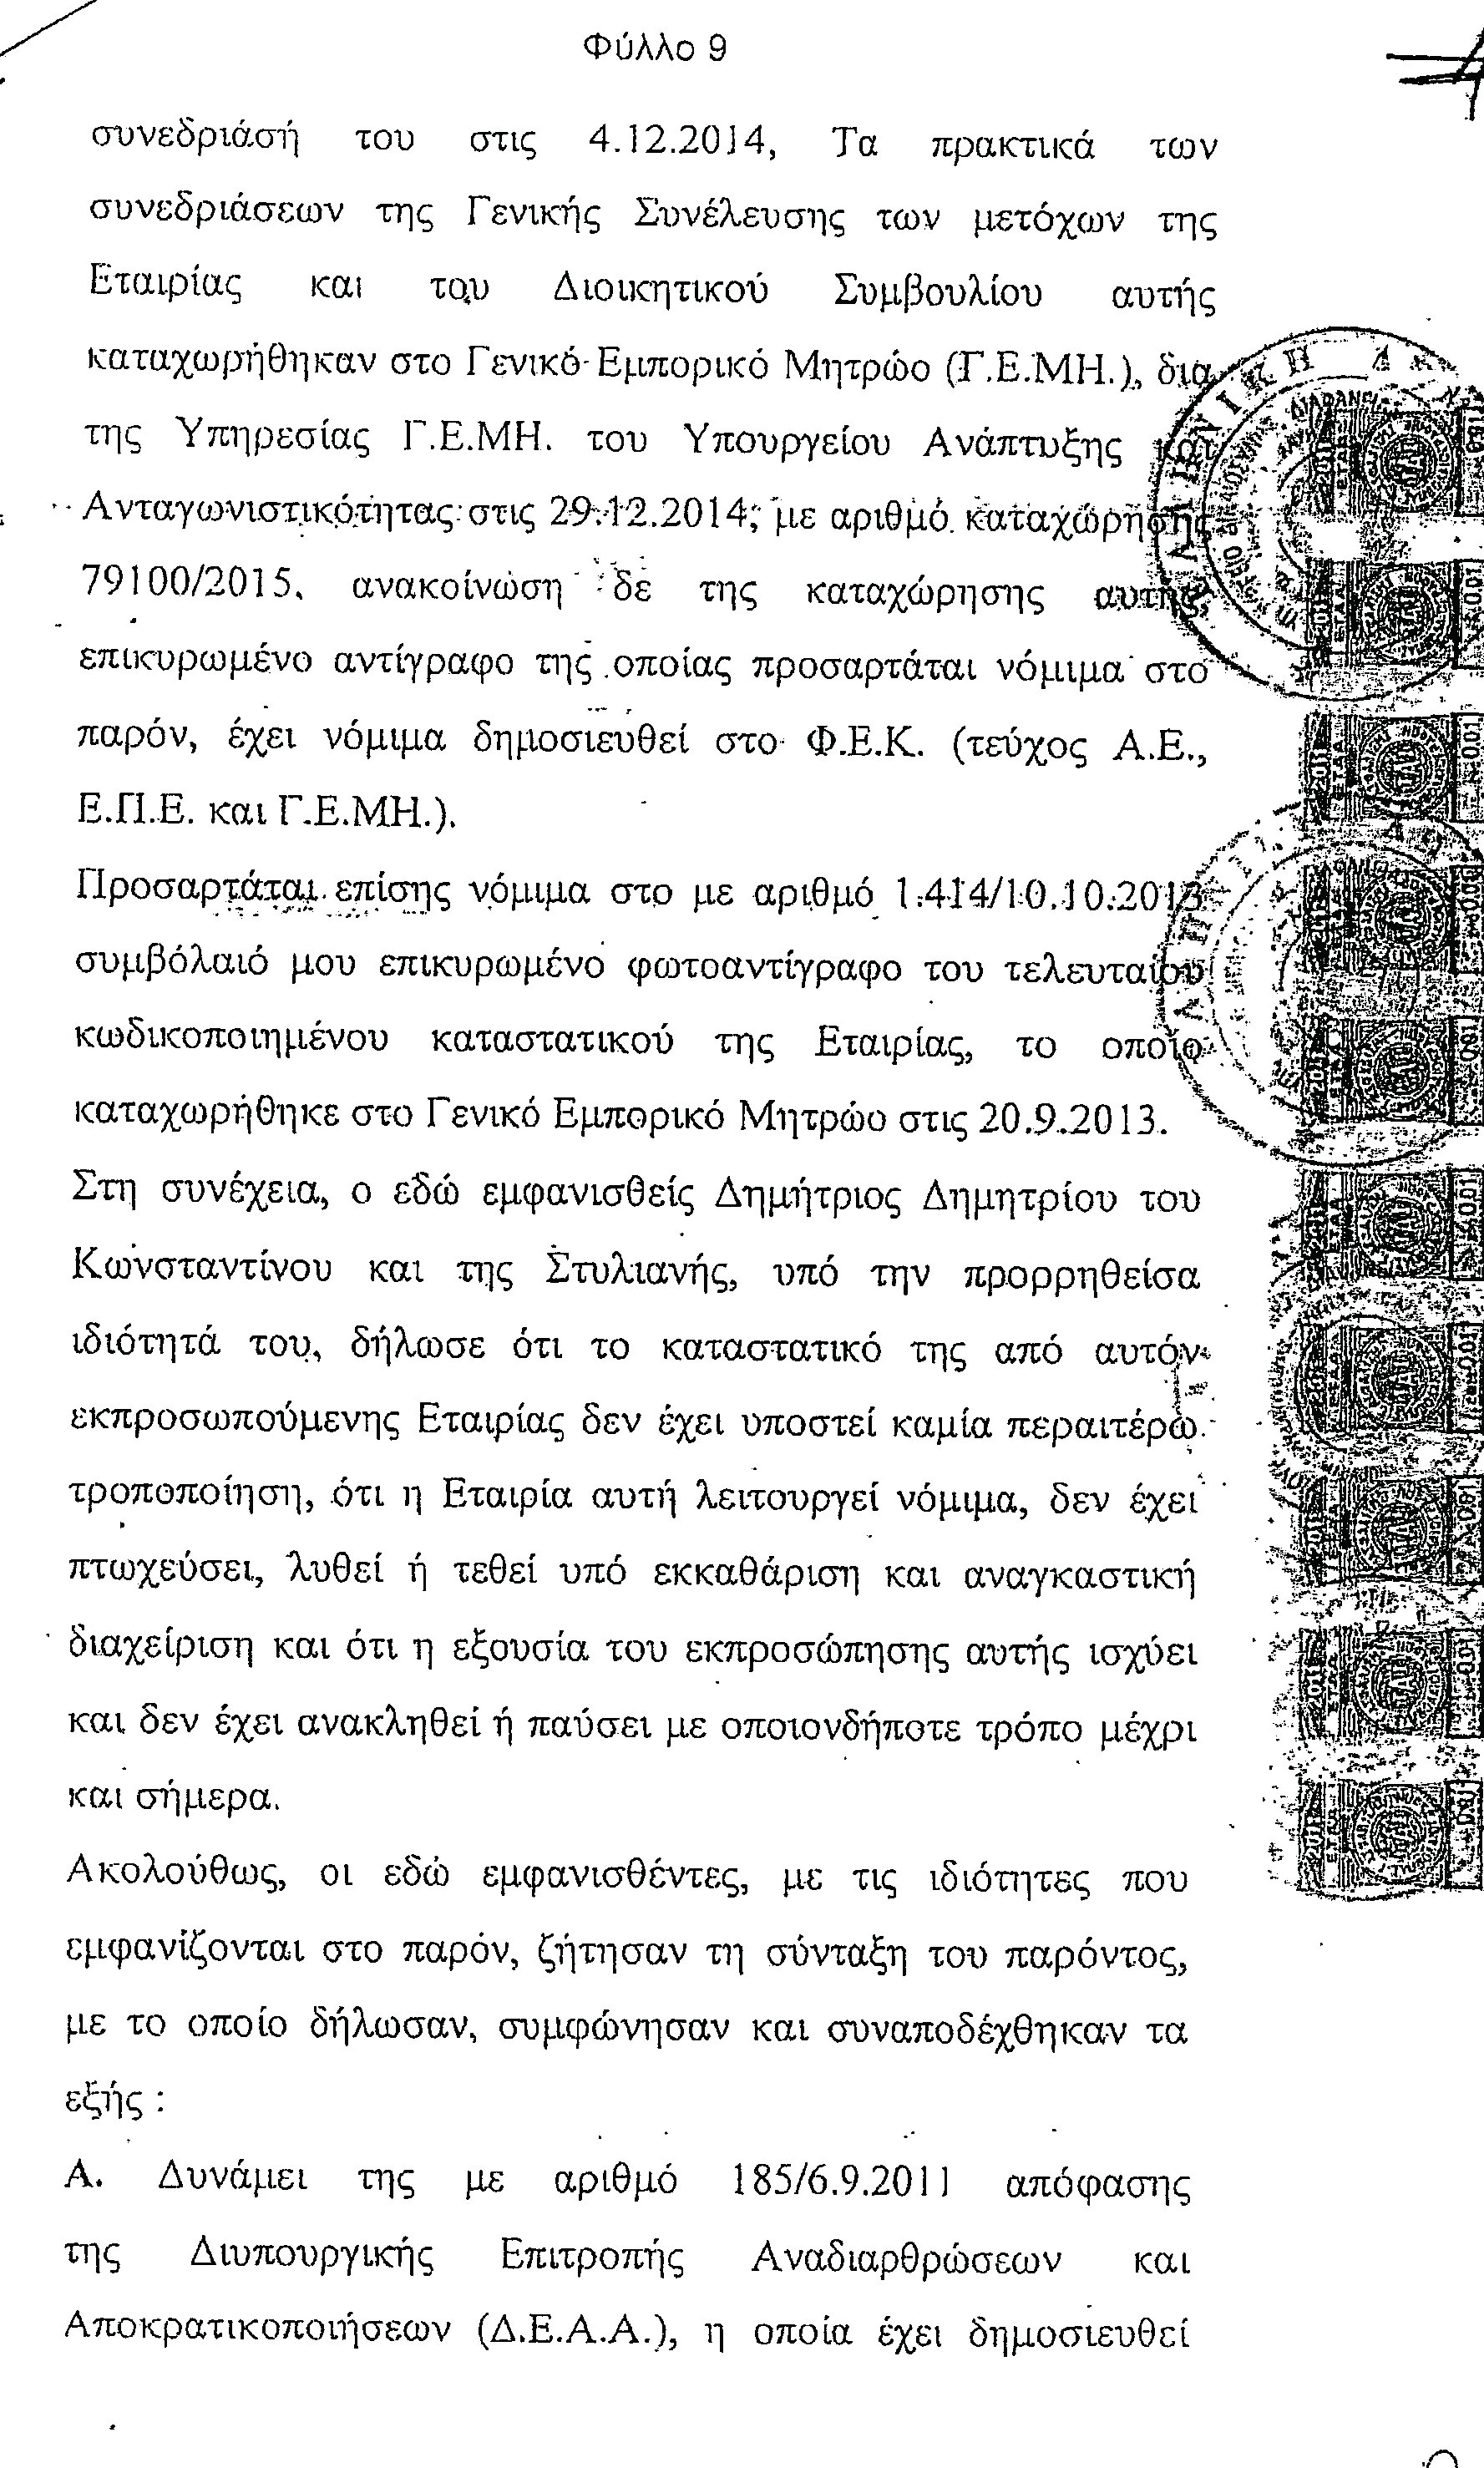 Φύλλο 9
συνεδριάσή του στις 4.12.2014, Τα πρακτικά των
συνεδριάσεων της Γενικής Συνέλευσης των μετόχων της
Εταιρίας και του Διοικητικού Συμβουλίου αυτής
καταχωρήθηκαν στο Γενικό Εμπορικό Μητρώο (Γ.Ε.ΜΗ.), δια
της Υπηρεσίας Γ.Ε.ΜΗ. του Υπουργείου Ανάπτυξης και
Ανταγωνιστικότητας στις 29.12.2014, με αριθμό καταχώρησης
79100/2015, ανακοίνωση δε της καταχώρησης αυτής,
επικυρωμένο αντίγραφο της οποίας προσαρτάται νόμιμα στο
παρόν, έχει νόμιμα δημοσιευθεί στο Φ.Ε.Κ. (τεύχος Α.Ε.,
Ε.Π.Ε. και Γ.Ε.ΜΗ.).
Προσαρτάται επίσης νόμιμα στο με αριθμό 1.414/10.10.2013
συμβόλαιό μου επικυρωμένο φωτοαντίγραφο του τελευταίου
κωδικοποιημένου καταστατικού της Εταιρίας, το οποίο
καταχωρήθηκε στο Γενικό Εμπορικό Μητρώο στις 20.9.2013.
Στη συνέχεια, ο εδώ εμφανισθείς Δημήτριος Δημητρίου του
Κωνσταντίνου και της Στυλιανής, υπό την προρρηθείσα
ιδιότητά του, δήλωσε ότι το καταστατικό της από αυτόν
εκπροσωπούμενης Εταιρίας δεν έχει υποστεί καμία περαιτέρω
τροποποίηση, ότι η Εταιρία αυτή λειτουργεί νόμιμα, δεν έχει
πτωχεύσει, λυθεί ή τεθεί υπό εκκαθάριση και αναγκαστική
διαχείριση και ότι η εξουσία του εκπροσώπησης αυτής ισχύει
και δεν έχει ανακληθεί ή παύσει με οποιονδήποτε τρόπο μέχρι
και σήμερα.
Ακολούθως, οι εδώ εμφανισθέντες, με τις ιδιότητες που
εμφανίζονται στο παρόν, ζήτησαν τη σύνταξη του παρόντος,
με το οποίο δήλωσαν, συμφώνησαν και συναποδέχθηκαν τα
εξής :
Α. Δυνάμει της με αριθμό 185/6.9.2011 απόφασης
της Διυπουργικής Επιτροπής Αναδιαρθρώσεων και
Αποκρατικοποιήσεων (Δ.Ε.Α.Α.), η οποία έχει δημοσιευθεί